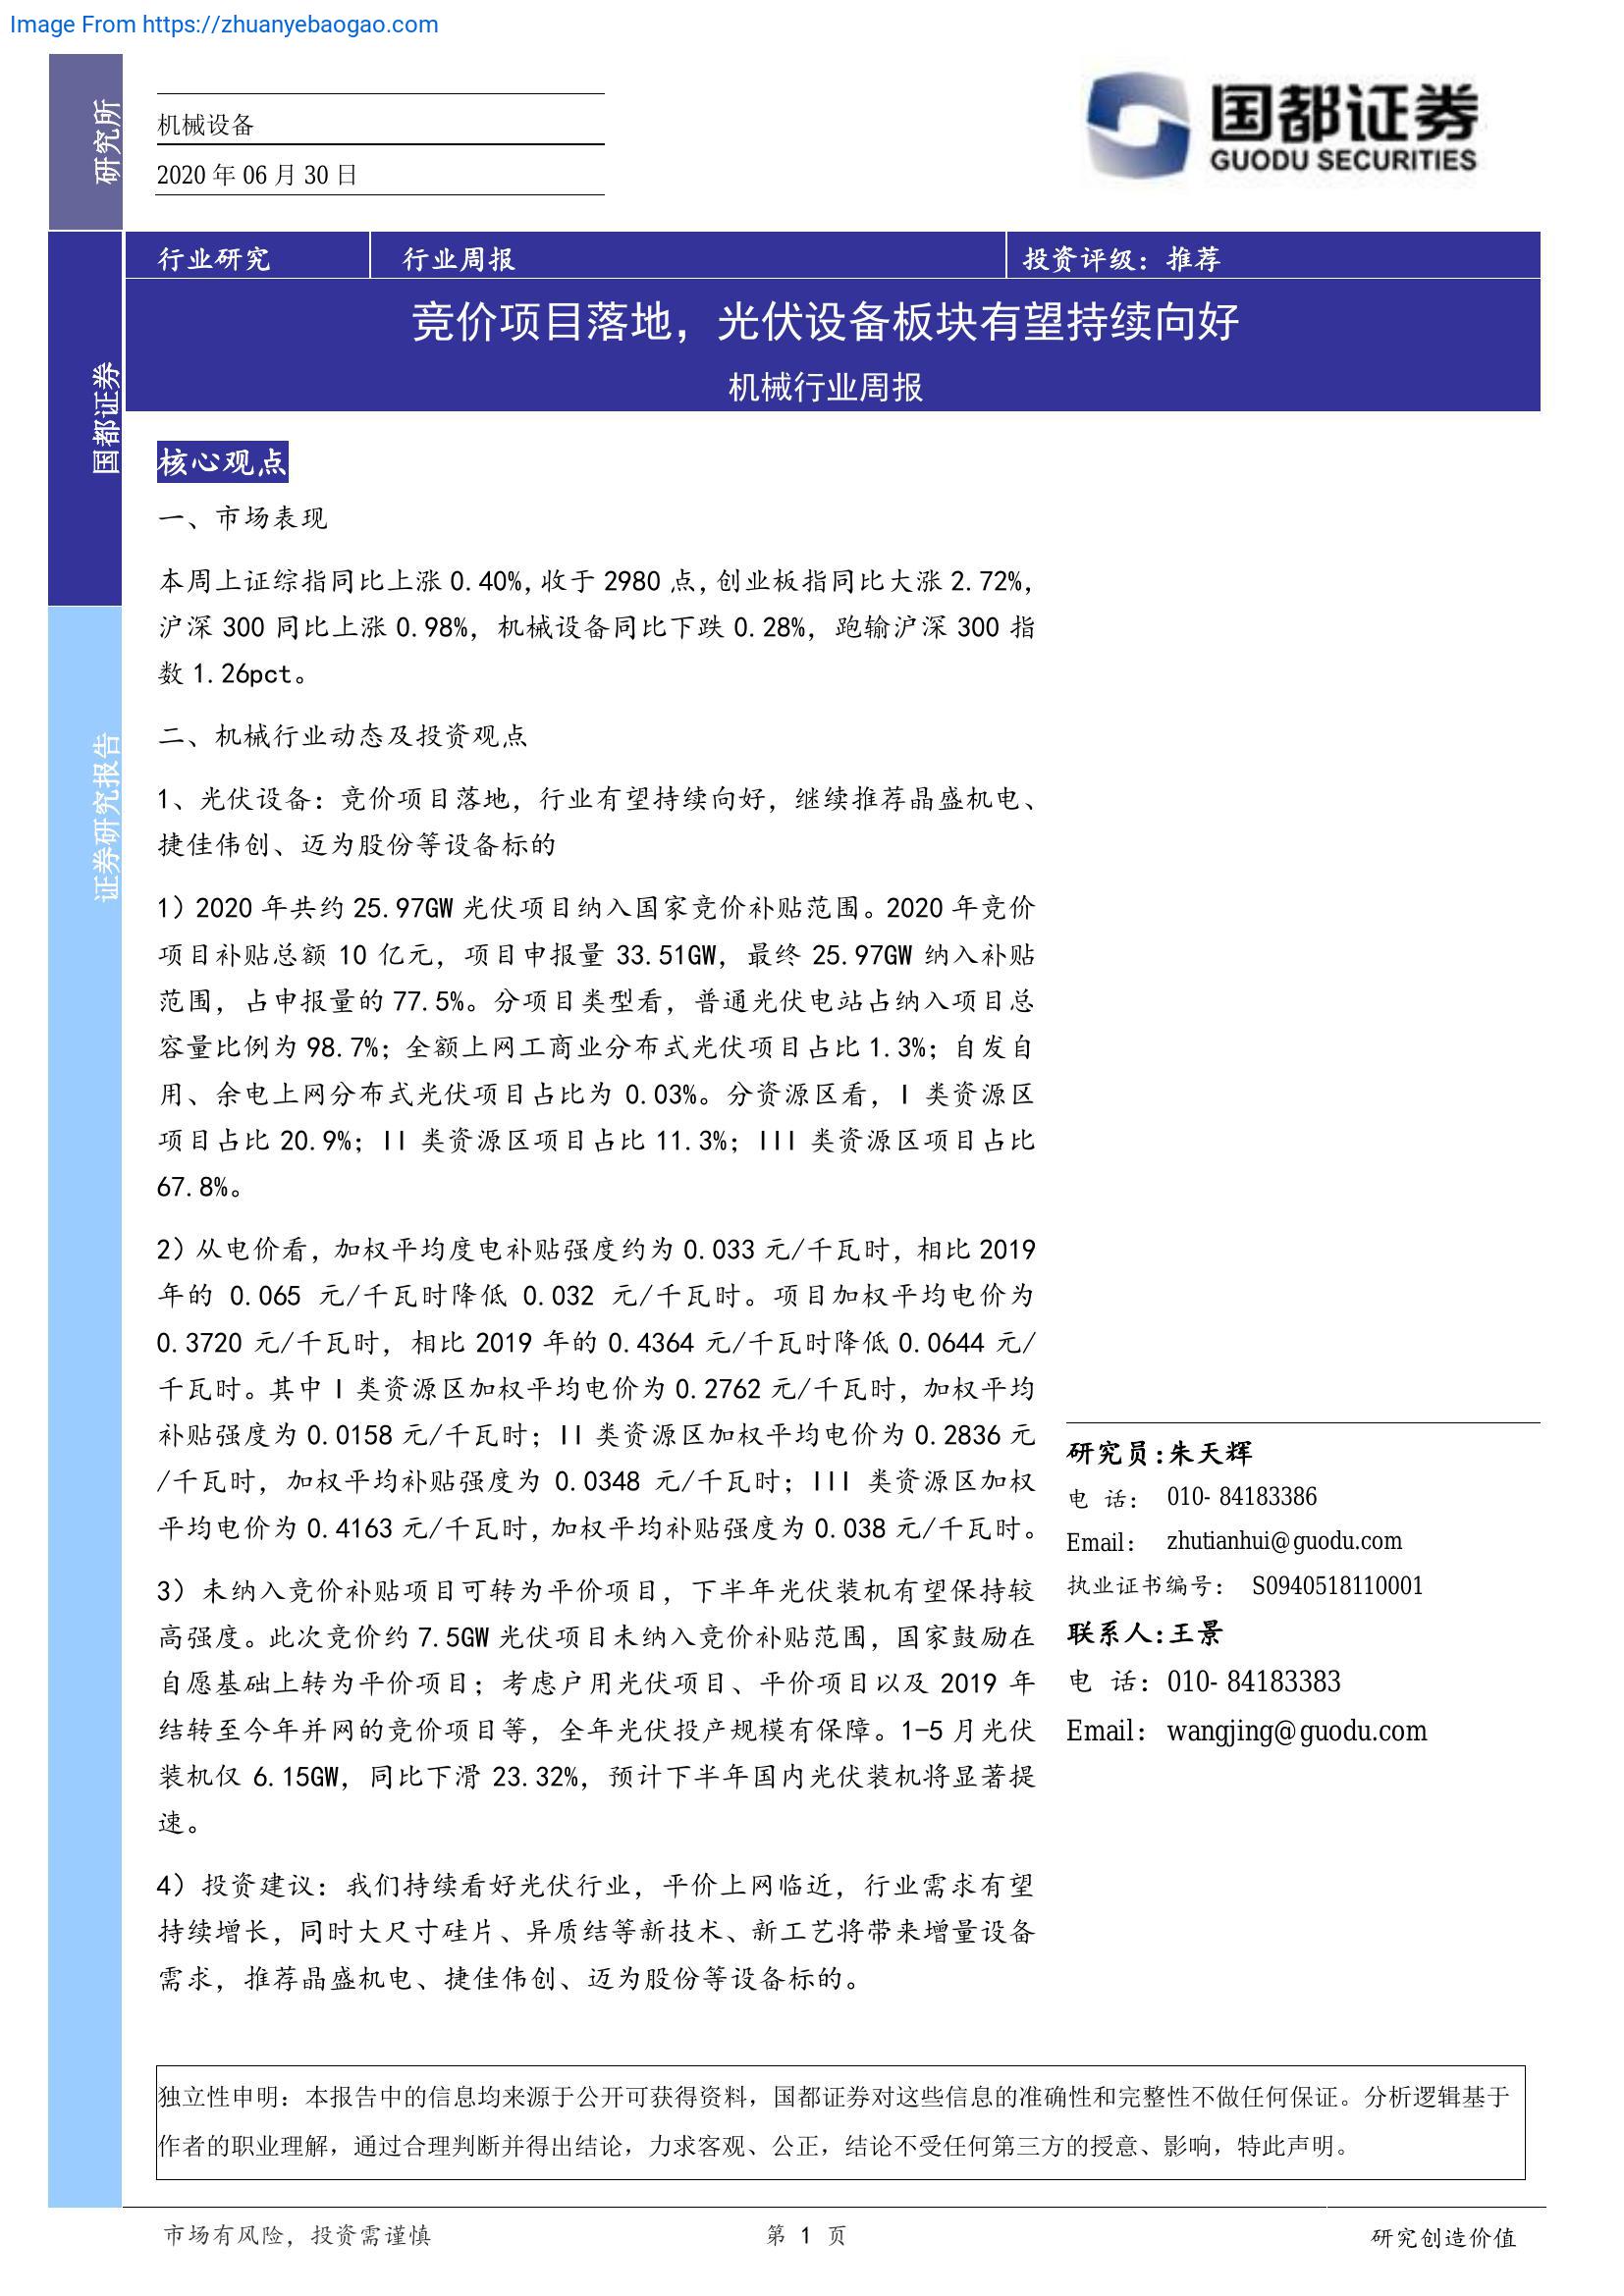 Image From https://zhuanyebaogao.com
研究所
机械设备
2020 年 06 月 30 日
国都证券
GUODU SECURITIES
国都证券
证券研究报告
行业研究
行业周报
投资评级：推荐
竞价项目落地，光伏设备板块有望持续向好
机械行业周报
核心观点
一、市场表现
本周上证综指同比上涨 0.40%，收于 2980 点，创业板指同比大涨 2.72%，
沪深 300 同比上涨 0.98%，机械设备同比下跌 0.28%，跑输沪深 300 指
数 1.26pct。
二、机械行业动态及投资观点
1、光伏设备：竞价项目落地，行业有望持续向好，继续推荐晶盛机电、
捷佳伟创、迈为股份等设备标的
1）2020 年共约 25.97GW 光伏项目纳入国家竞价补贴范围。2020 年竞价
项目补贴总额 10 亿元，项目申报量 33.51GW，最终 25.97GW 纳入补贴
范围，占申报量的 77.5%。分项目类型看，普通光伏电站占纳入项目总
容量比例为 98.7%；全额上网工商业分布式光伏项目占比 1.3%；自发自
用、余电上网分布式光伏项目占比为 0.03%。分资源区看，I 类资源区
项目占比 20.9%；II 类资源区项目占比 11.3%；III 类资源区项目占比
67.8%。
2）从电价看，加权平均度电补贴强度约为 0.033 元/千瓦时，相比 2019
年的 0.065 元/千瓦时降低 0.032 元/千瓦时。项目加权平均电价为
0.3720 元/千瓦时，相比 2019 年的 0.4364 元/千瓦时降低 0.0644 元/
千瓦时。其中 I 类资源区加权平均电价为 0.2762 元/千瓦时，加权平均
补贴强度为 0.0158 元/千瓦时；II 类资源区加权平均电价为 0.2836 元
/千瓦时，加权平均补贴强度为 0.0348 元/千瓦时；III 类资源区加权
平均电价为 0.4163 元/千瓦时，加权平均补贴强度为 0.038 元/千瓦时。
3）未纳入竞价补贴项目可转为平价项目，下半年光伏装机有望保持较
高强度。此次竞价约 7.5GW 光伏项目未纳入竞价补贴范围，国家鼓励在
自愿基础上转为平价项目；考虑户用光伏项目、平价项目以及 2019 年
结转至今年并网的竞价项目等，全年光伏投产规模有保障。1-5 月光伏
装机仅 6.15GW，同比下滑 23.32%，预计下半年国内光伏装机将显著提
速。
4）投资建议：我们持续看好光伏行业，平价上网临近，行业需求有望
持续增长，同时大尺寸硅片、异质结等新技术、新工艺将带来增量设备
需求，推荐晶盛机电、捷佳伟创、迈为股份等设备标的。
研究员：朱天辉
电 话： 010- 84183386
Email： zhutianhui@guodu.com
执业证书编号： S0940518110001
联系人：王景
电 话：010- 84183383
Email： wangjing@guodu.com
独立性申明：本报告中的信息均来源于公开可获得资料，国都证券对这些信息的准确性和完整性不做任何保证。分析逻辑基于
作者的职业理解，通过合理判断并得出结论，力求客观、公正，结论不受任何第三方的授意、影响，特此声明。
市场有风险，投资需谨慎
第 1 页
研究创造价值